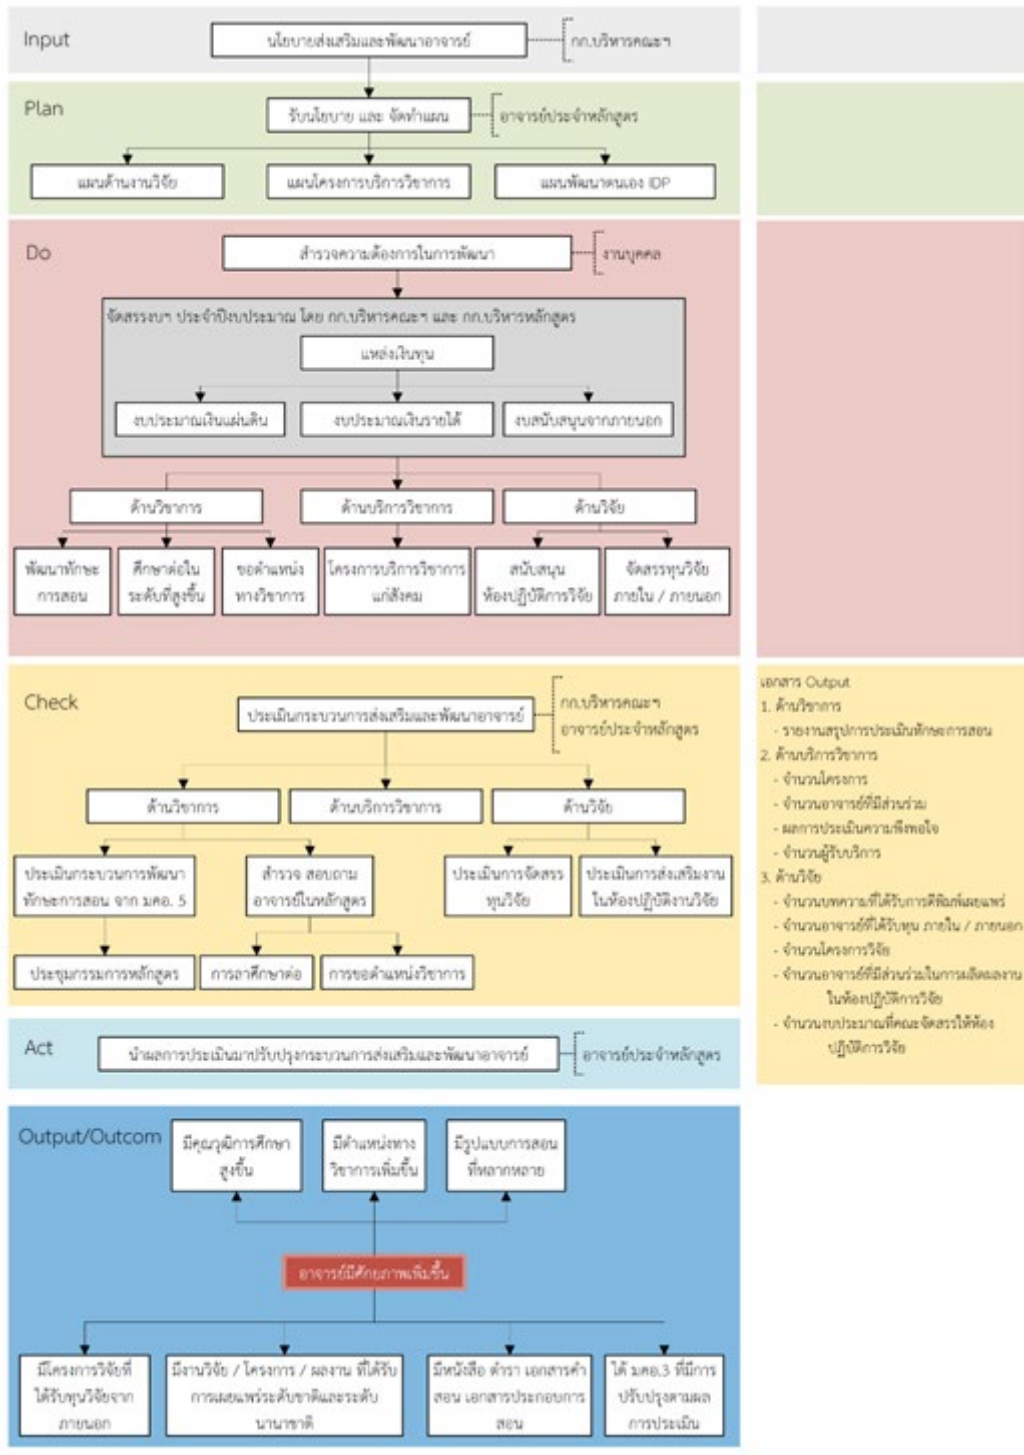 Input
นโยบายส่งเสริมและพัฒนาอาจารย์
กก.บริหารคณะฯ
Plan
รับนโยบาย และ จัดทำแผน
อาจารย์ประจำหลักสูตร
แผนด้านงานวิจัย
แผนโครงการบริการวิชาการ
แผนพัฒนาตนเอง IDP
Do
สำรวจความต้องการในการพัฒนา
งานบุคคล
จัดสรรงบฯ ประจำปีงบประมาณ โดย กก.บริหารคณะฯ และ กก.บริหารหลักสูตร
แหล่งเงินทุน
งบประมาณเงินแผ่นดิน
งบประมาณเงินรายได้
งบสนับสนุนจากภายนอก
ด้านวิชาการ
ด้านบริการวิชาการ
ด้านวิจัย
พัฒนาทักษะ
การสอน
ศึกษาต่อใน
ระดับที่สูงขึ้น
ขอตำแหน่ง
ทางวิชาการ
โครงการบริการวิชาการ
แก่สังคม
สนับสนุน
ห้องปฏิบัติการวิจัย
จัดสรรทุนวิจัย
ภายใน / ภายนอก
Check
ประเมินกระบวนการส่งเสริมและพัฒนาอาจารย์
กก.บริหารคณะฯ
อาจารย์ประจำหลักสูตร
ด้านวิชาการ
ด้านบริการวิชาการ
ด้านวิจัย
ประเมินกระบวนการพัฒนา
ทักษะการสอน จาก มคอ. 5
สำรวจ สอบถาม
อาจารย์ในหลักสูตร
ประเมินการจัดสรร
ทุนวิจัย
ประเมินการส่งเสริมงาน
ในห้องปฏิบัติงานวิจัย
ประชุมกรรมการหลักสูตร
การลาศึกษาต่อ
การขอตำแหน่งวิชาการ
เอกสาร Output
1. ด้านวิชาการ
- รายงานสรุปการประเมินทักษะการสอน
2. ด้านบริการวิชาการ
- จำนวนโครงการ
- จำนวนอาจารย์ที่มีส่วนร่วม
- ผลการประเมินความพึงพอใจ
- จำนวนผู้รับบริการ
3. ด้านวิจัย
- จำนวนบทความที่ได้รับการตีพิมพ์เผยแพร่
- จำนวนอาจารย์ที่ได้รับทุน ภายใน / ภายนอก
- จำนวนโครงการวิจัย
- จำนวนอาจารย์ที่มีส่วนร่วมในการผลิตผลงาน
ในห้องปฏิบัติการวิจัย
- จำนวนงบประมาณที่คณะจัดสรรให้ห้อง
ปฏิบัติการวิจัย
Act
นำผลการประเมินมาปรับปรุงกระบวนการส่งเสริมและพัฒนาอาจารย์
อาจารย์ประจำหลักสูตร
Output/Outcom
มีคุณวุฒิการศึกษา
สูงขึ้น
มีตำแหน่งทาง
วิชาการเพิ่มขึ้น
มีรูปแบบการสอน
ที่หลากหลาย
อาจารย์มีศักยภาพเพิ่มขึ้น
มีโครงการวิจัยที่
ได้รับทุนวิจัยจาก
ภายนอก
มีงานวิจัย / โครงการ / ผลงาน ที่ได้รับ
การเผยแพร่ระดับชาติและระดับ
นานาชาติ
มีหนังสือ ตำรา เอกสารคำ
สอน เอกสารประกอบการ
สอน
ได้ มคอ.3 ที่มีการ
ปรับปรุงตามผล
การประเมิน